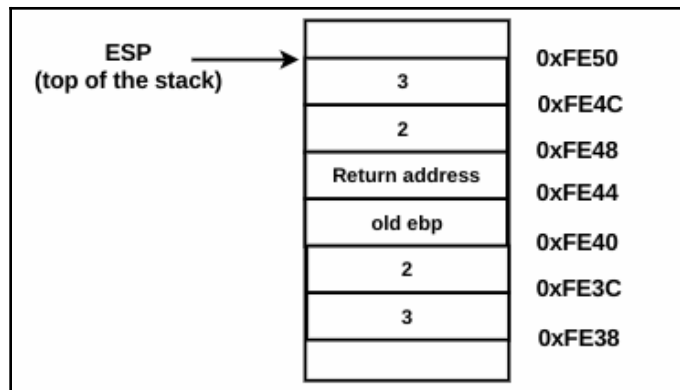 ESP
(top of the stack)
0xFE50
3
0xFE4C
2
0xFE48
Return address
0xFE44
old ebp
0xFE40
2
0xFE3C
3
0xFE38